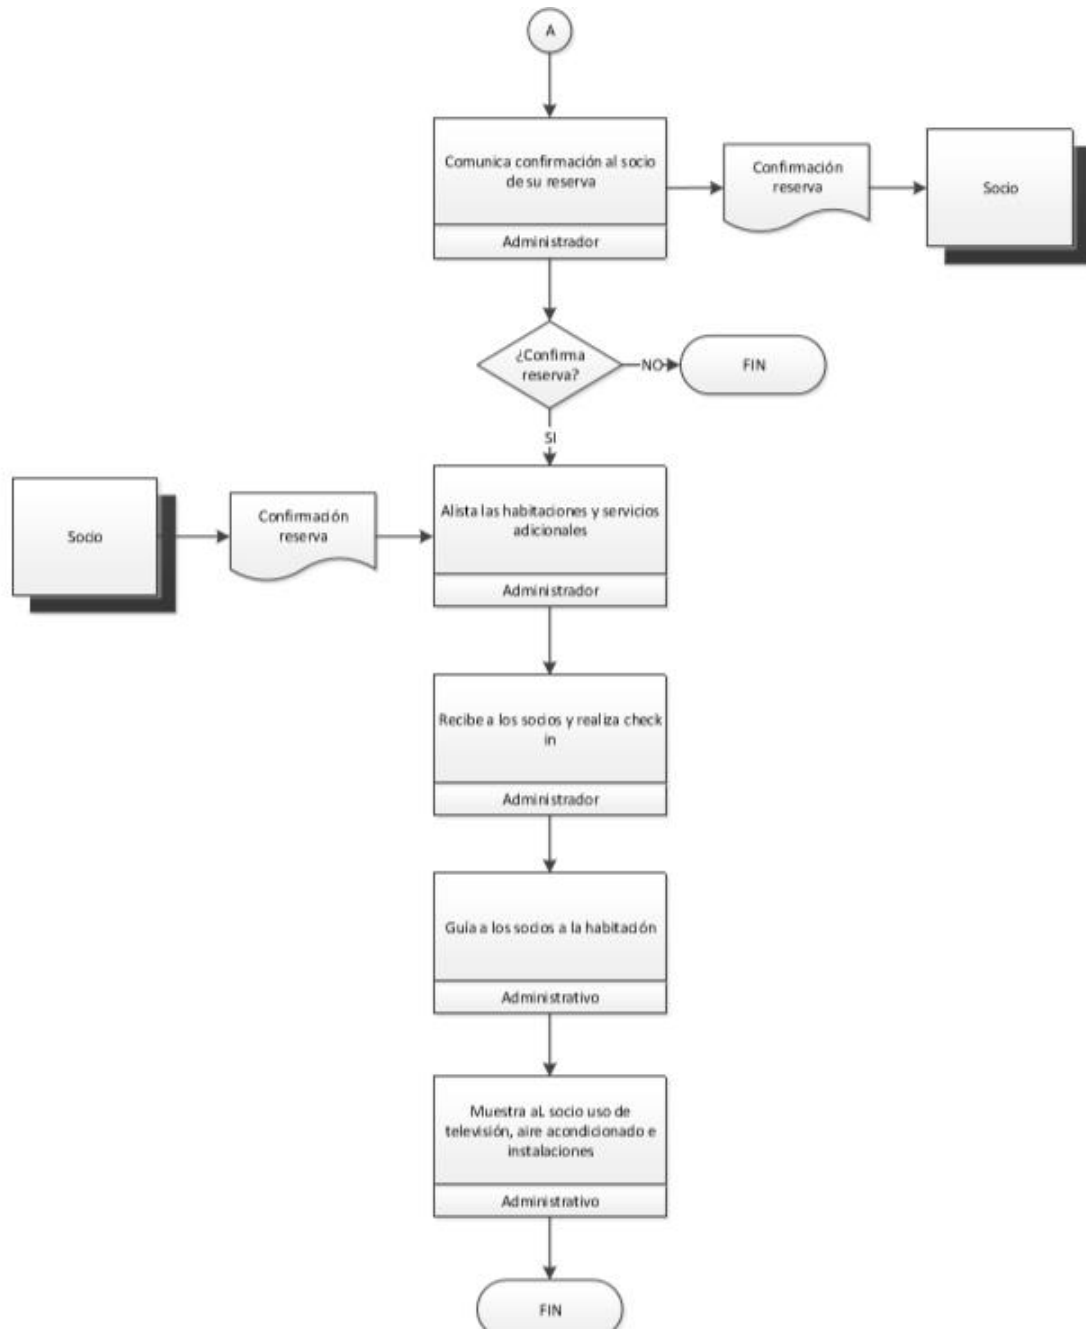 A
Comunica confirmación al socio
de su reserva
Administrador
Confirmación
reserva
Socio
¿Confirma
reserva?
NO
FIN
SI
Socio
Confirmación
reserva
Alista las habitaciones y servicios
adicionales
Administrador
Recibe a los socios y realiza check
in
Administrador
Guía a los socios a la habitación
Administrativo
Muestra aL socio uso de
televisión, aire acondicionado e
instalaciones
Administrativo
FIN